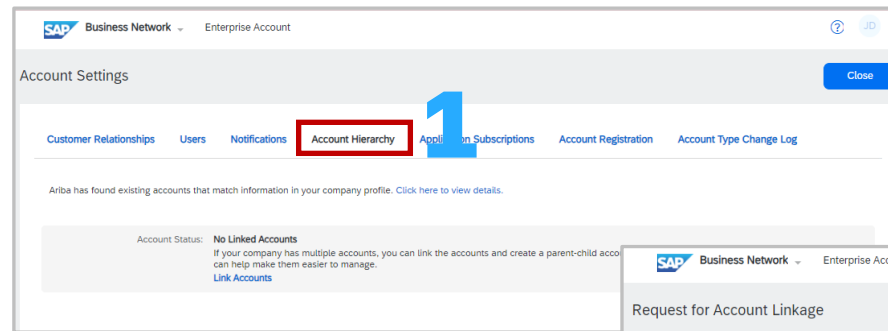 SAP Business Network Enterprise Account
? JD
Account Settings
Close
1
Customer Relationships Users Notifications Account Hierarchy Application Subscriptions Account Registration Account Type Change Log
Ariba has found existing accounts that match information in your company profile. Click here to view details.
Account Status: No Linked Accounts
If your company has multiple accounts, you can link the accounts and create a parent-child acco
can help make them easier to manage.
Link Accounts
SAP Business Network Enterprise Acc
Request for Account Linkage